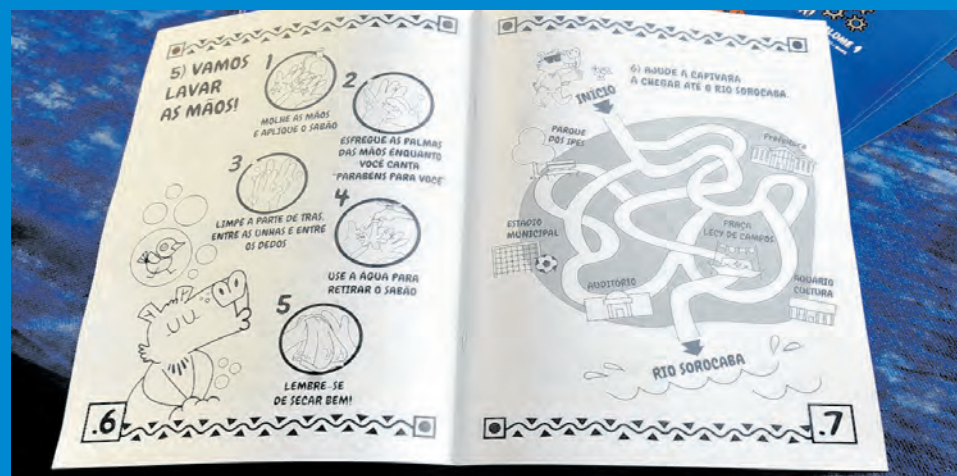 5) VAMOS
LAVAR
AS MÃOS!
1
MOLHE AS MÃOS
E APLIQUE O SABÃO
2
ESFREGUE AS PALMAS
DAS MÃOS ENQUANTO
VOCÊ CANTA
"PARABÉNS PARA VOCÊ"
3
LIMPE A PARTE DE TRÁS,
ENTRE AS UNHAS E ENTRE
OS DEDOS
4
USE A ÁGUA PARA
RETIRAR O SABÃO
5
LEMBRE-SE
DE SECAR BEM!
.6
6) AJUDE A CAPIVARA
A CHEGAR ATÉ O RIO SOROCABA.
INÍCIO
PARQUE
DOS IPÊS
Prefeitura
ESTÁDIO
MUNICIPAL
PRAÇA
LECY DE CAMPOS
AUDITÓRIO
AQUÁRIO
CULTURA
RIO SOROCABA
.7